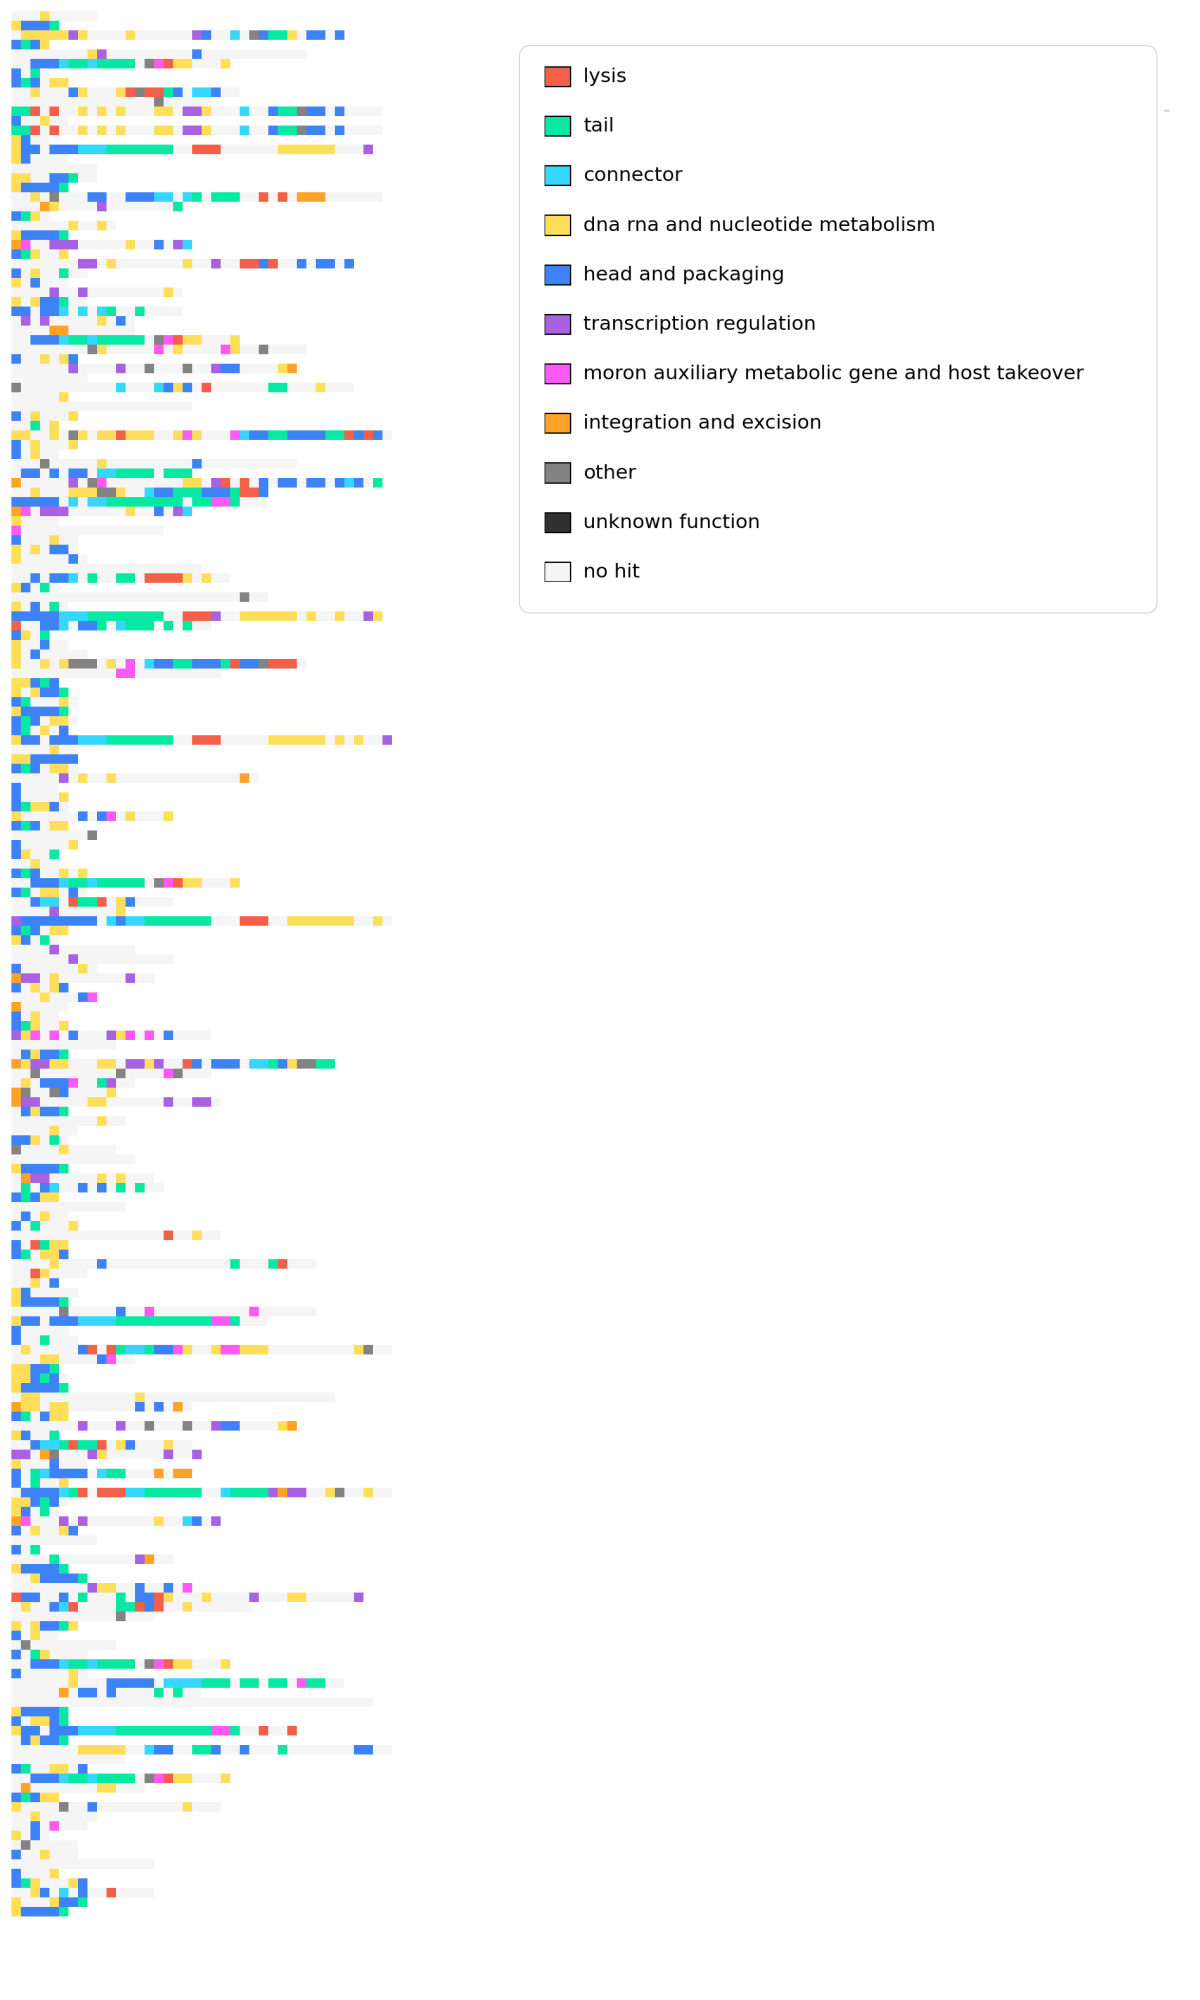 lysis
tail
connector
dna rna and nucleotide metabolism
head and packaging
transcription regulation
moron auxiliary metabolic gene and host takeover
integration and excision
other
unknown function
no hit